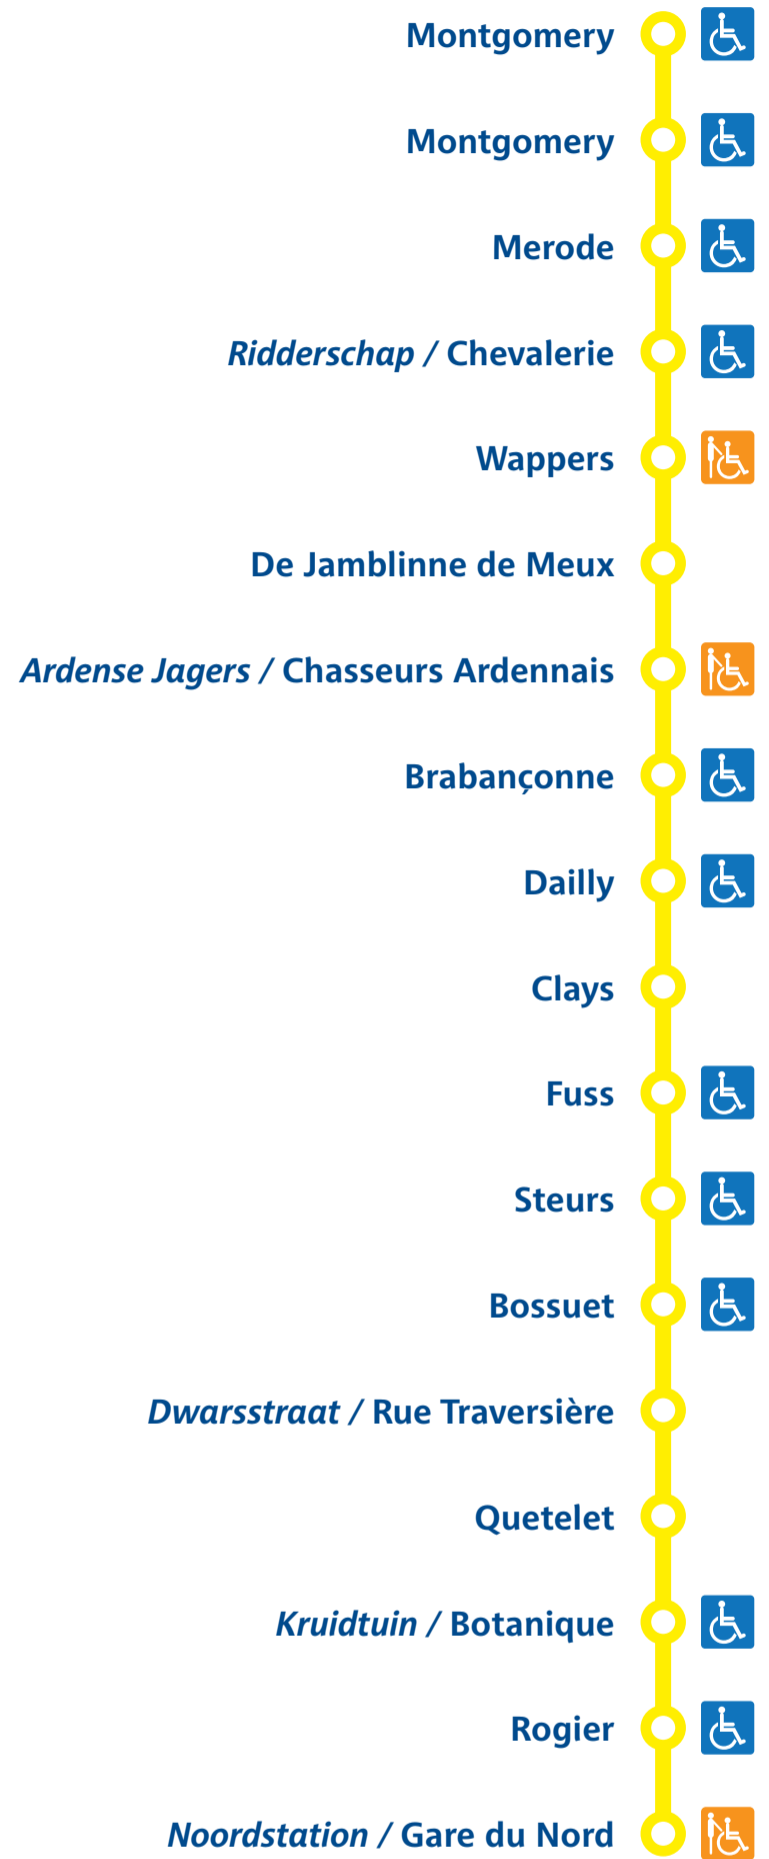 Montgomery
Montgomery
Merode
Ridderschap / Chevalerie
Wappers
De Jamblinne de Meux
Ardense Jagers / Chasseurs Ardennais
Brabançonne
Dailly
Clays
Fuss
Steurs
Bossuet
Dwarsstraat / Rue Traversière
Quetelet
Kruidtuin / Botanique
Rogier
Noordstation / Gare du Nord